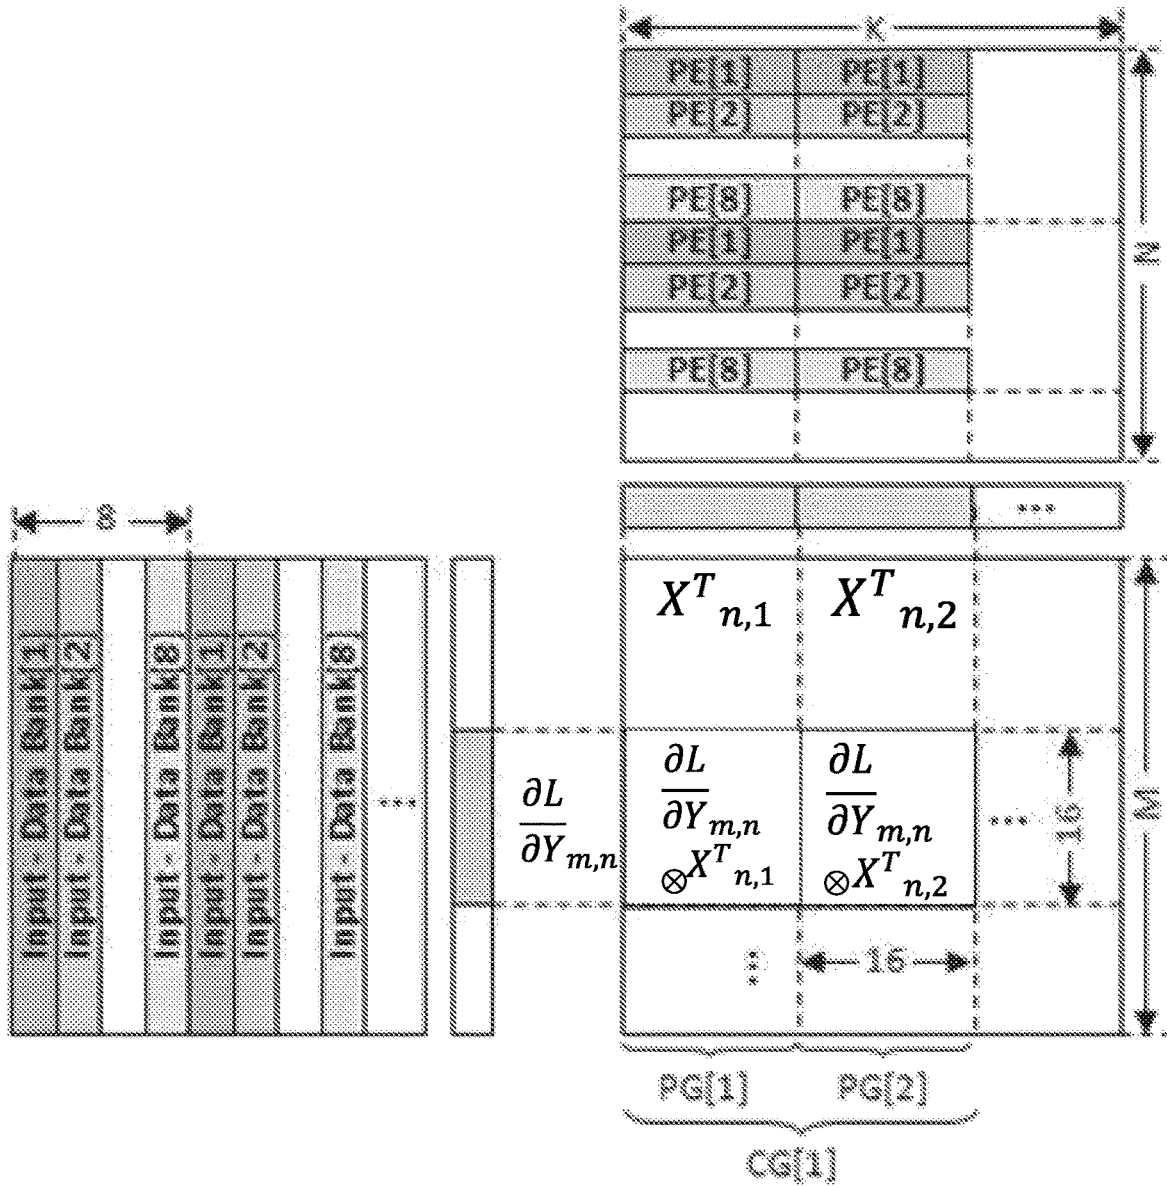 K
PE[1] PE[1]
PE[2] PE[2]
PE[8] PE[8]
PE[1] PE[1]
PE[2] PE[2]
PE[8] PE[8]
N
...
8
Input-Data Bank[1]
Input-Data Bank[2]
Input-Data Bank[8]
Input-Data Bank[1]
Input-Data Bank[2]
Input-Data Bank[8]
...
∂L/∂Y_{m,n}
X^T_{n,1} X^T_{n,2}
∂L/∂Y_{m,n} ⊗X^T_{n,1}
∂L/∂Y_{m,n} ⊗X^T_{n,2}
...
16
M
...
16
PG[1] PG[2]
CG[1]